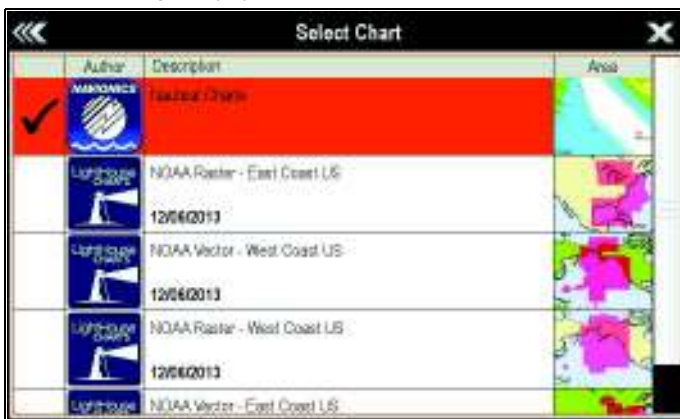 Select Chart
Author Description Area
NAVIONICS
Nautical Charts
LightHouse
CHARTS
NOAA Raster - East Coast US
12/06/2013
LightHouse
CHARTS
NOAA Vector - West Coast US
12/06/2013
LightHouse
CHARTS
NOAA Raster - West Coast US
12/06/2013
LightHouse
NOAA Vector - East Coast US